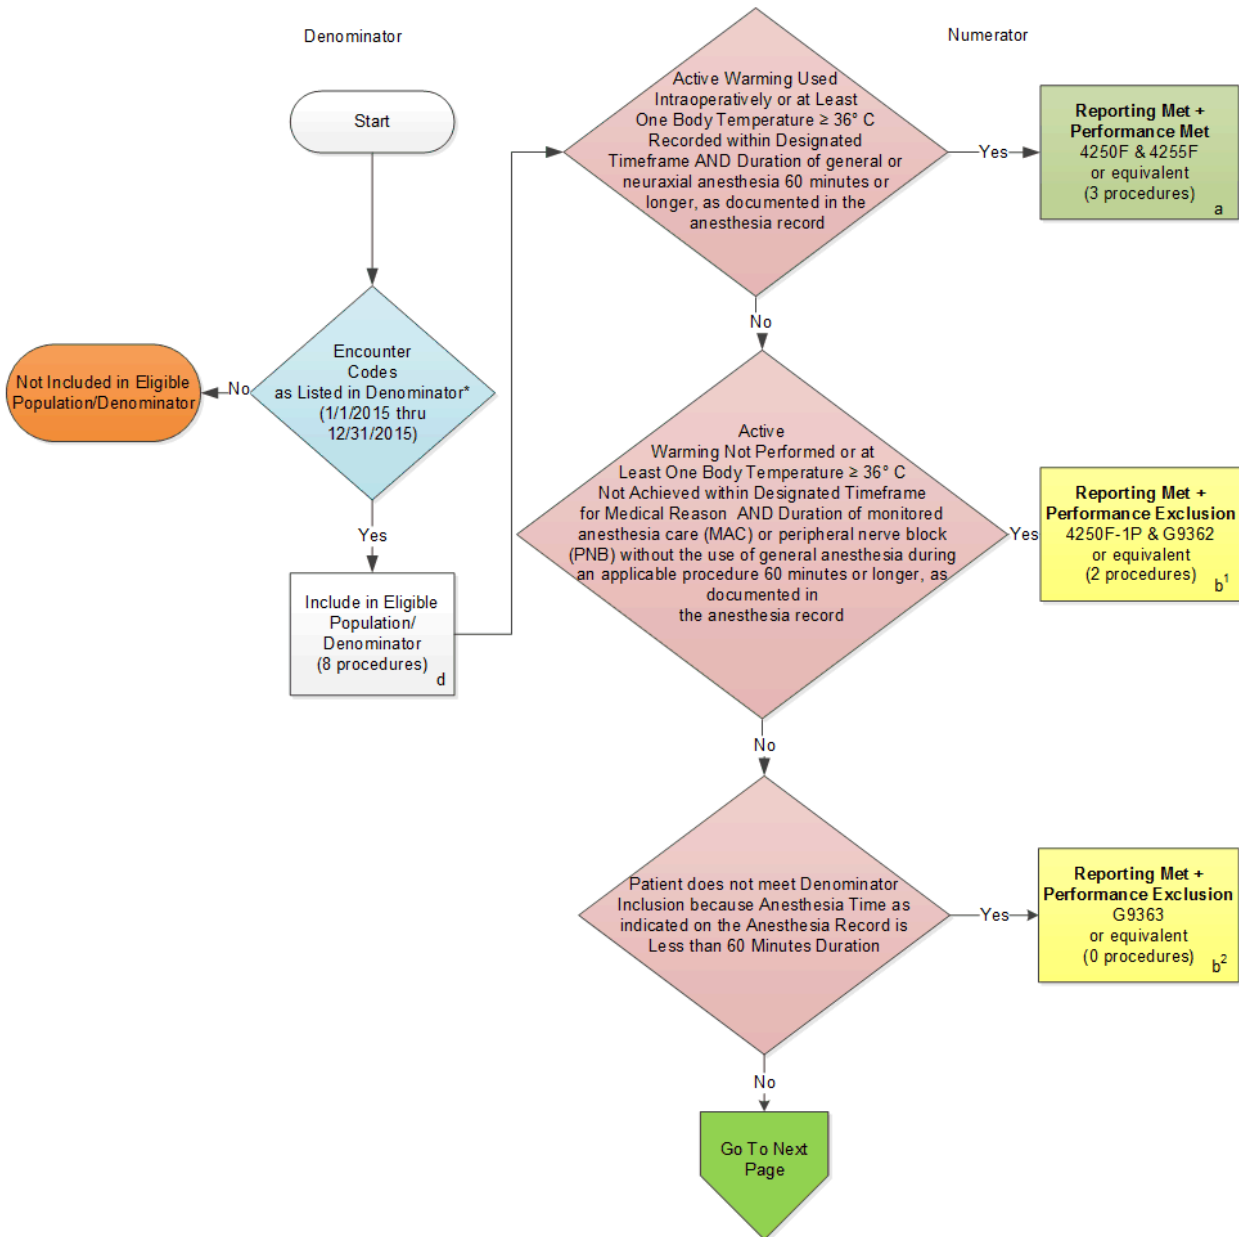 Denominator
Numerator
Start
Encounter
Codes
as Listed in Denominator*
(1/1/2015 thru
12/31/2015)
No
Not Included in Eligible
Population/Denominator
Yes
Include in Eligible
Population/
Denominator
(8 procedures)
d
Active Warming Used
Intraoperatively or at Least
One Body Temperature ≥ 36° C
Recorded within Designated
Timeframe AND Duration of general or
neuraxial anesthesia 60 minutes or
longer, as documented in the
anesthesia record
Yes
Reporting Met +
Performance Met
4250F & 4255F
or equivalent
(3 procedures)
a
No
Active
Warming Not Performed or at
Least One Body Temperature ≥ 36° C
Not Achieved within Designated Timeframe
for Medical Reason AND Duration of monitored
anesthesia care (MAC) or peripheral nerve block
(PNB) without the use of general anesthesia during
an applicable procedure 60 minutes or longer, as
documented in
the anesthesia record
Yes
Reporting Met +
Performance Exclusion
4250F-1P & G9362
or equivalent
(2 procedures)
b¹
No
Patient does not meet Denominator
Inclusion because Anesthesia Time as
indicated on the Anesthesia Record is
Less than 60 Minutes Duration
Yes
Reporting Met +
Performance Exclusion
G9363
or equivalent
(0 procedures)
b²
No
Go To Next
Page